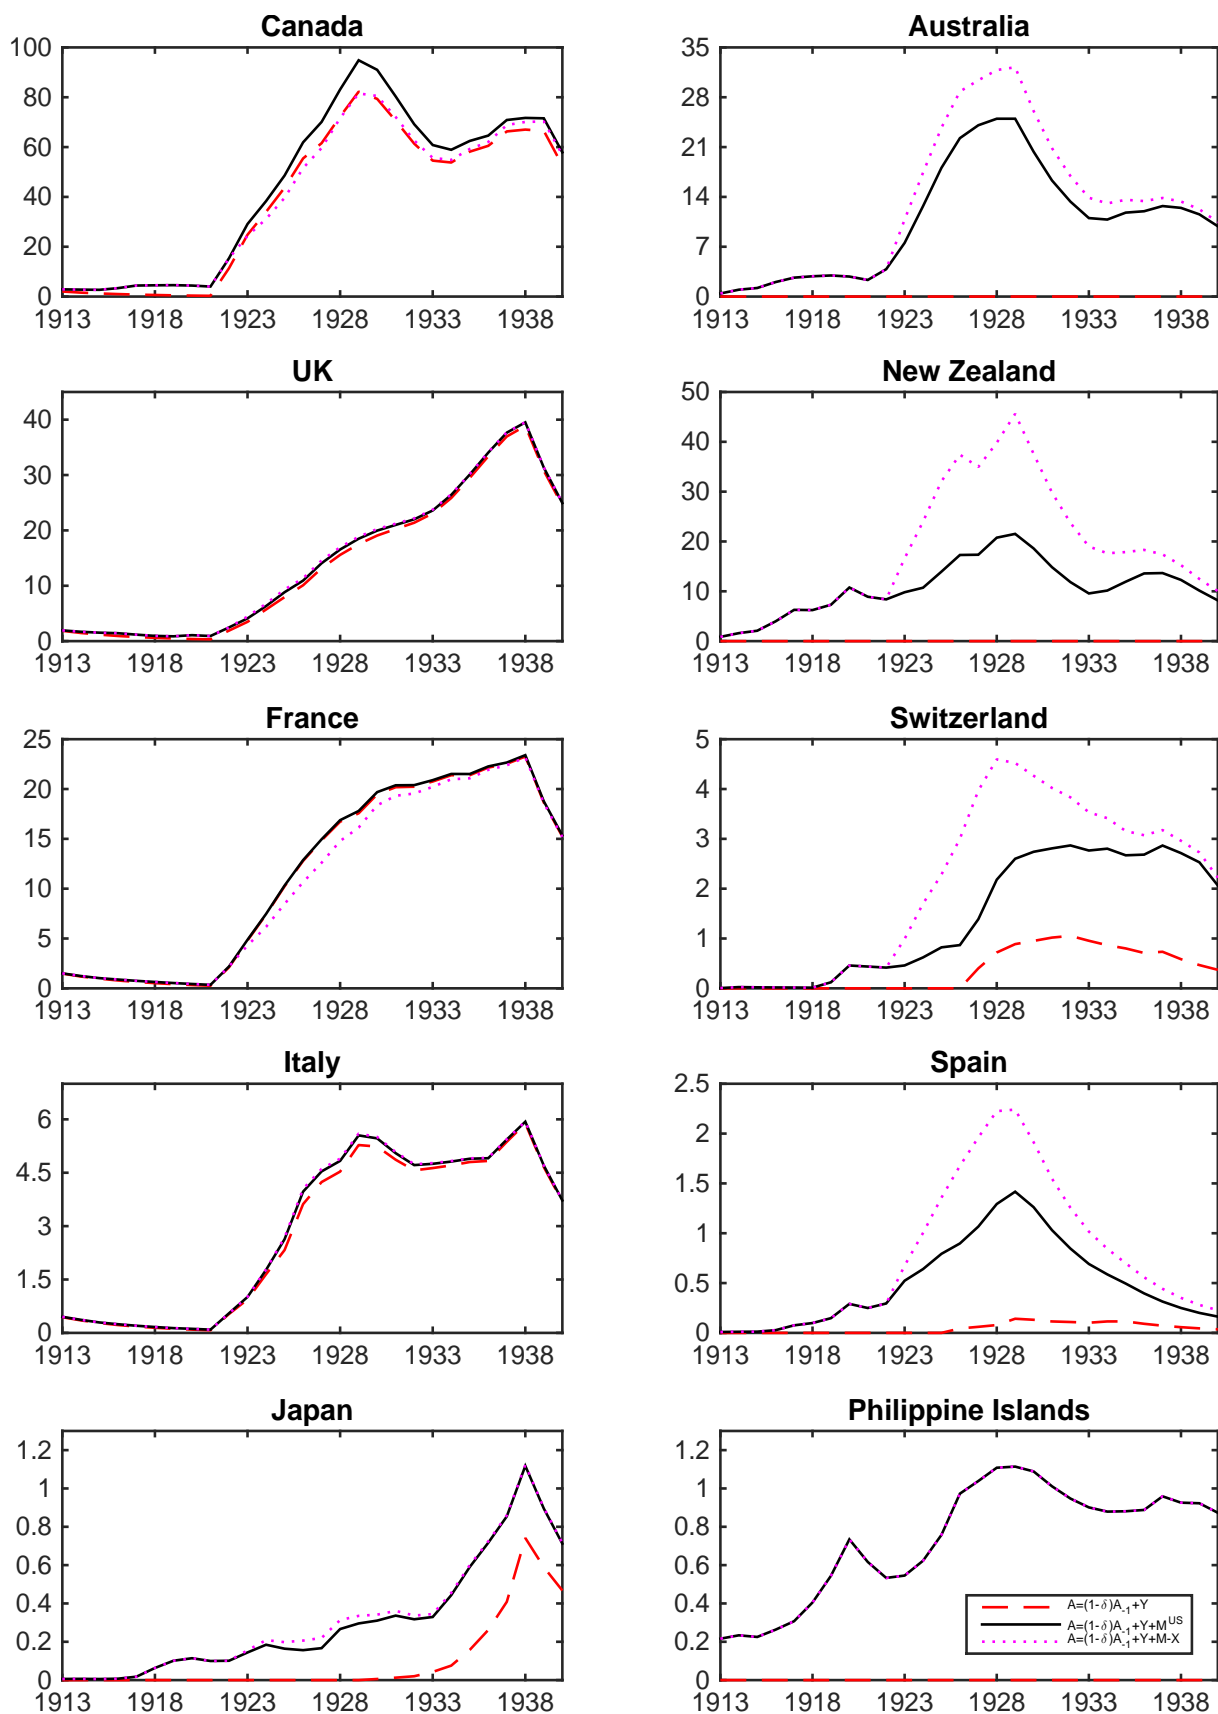 Canada
100
80
60
40
20
0
1913 1918 1923 1928 1933 1938
Australia
35
28
21
14
7
0
1913 1918 1923 1928 1933 1938
UK
40
30
20
10
0
1913 1918 1923 1928 1933 1938
New Zealand
50
40
30
20
10
0
1913 1918 1923 1928 1933 1938
France
25
20
15
10
5
0
1913 1918 1923 1928 1933 1938
Switzerland
5
4
3
2
1
0
1913 1918 1923 1928 1933 1938
Italy
6
4.5
3
1.5
0
1913 1918 1923 1928 1933 1938
Spain
2.5
2
1.5
1
0.5
0
1913 1918 1923 1928 1933 1938
Japan
1.2
1
0.8
0.6
0.4
0.2
0
1913 1918 1923 1928 1933 1938
Philippine Islands
1.2
1
0.8
0.6
0.4
0.2
0
1913 1918 1923 1928 1933 1938
A=(1-δ)A₋₁+Y
A=(1-δ)A₋₁+Y+M^US
A=(1-δ)A₋₁+Y+M-X